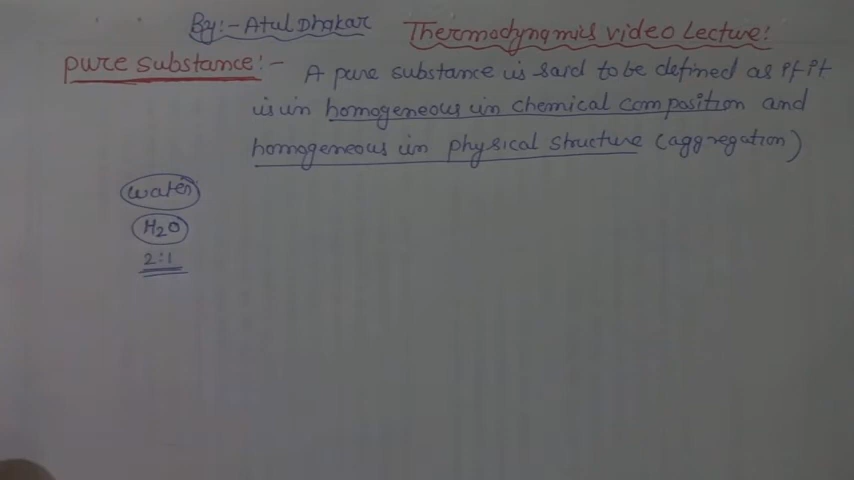 By:- Atul Dhakar Thermodynamics video Lecture:
pure substance:- A pure substance is said to be defined as if it
is in homogeneous in chemical composition and
homogeneous in physical structure (aggregation)
water
H2O
2:1